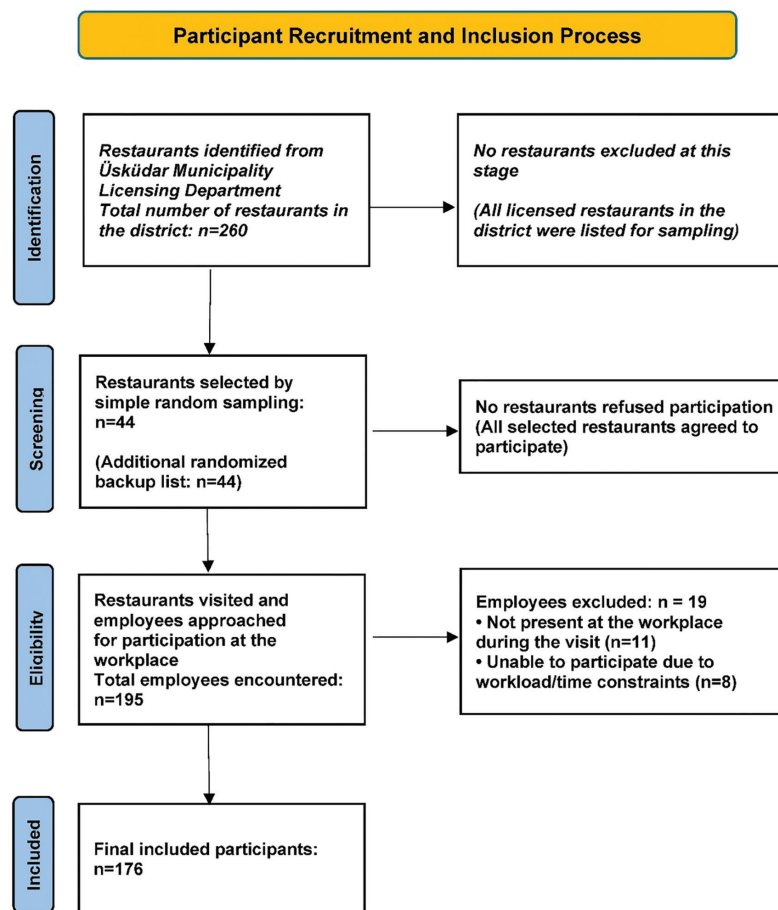 Participant Recruitment and Inclusion Process
Identification
Restaurants identified from
Üsküdar Municipality
Licensing Department
Total number of restaurants in
the district: n=260
No restaurants excluded at this
stage
(All licensed restaurants in the
district were listed for sampling)
Screening
Restaurants selected by
simple random sampling:
n=44
(Additional randomized
backup list: n=44)
No restaurants refused participation
(All selected restaurants agreed to
participate)
Eligibility
Restaurants visited and
employees approached
for participation at the
workplace
Total employees encountered:
n=195
Employees excluded: n = 19
• Not present at the workplace
during the visit (n=11)
• Unable to participate due to
workload/time constraints (n=8)
Included
Final included participants:
n=176